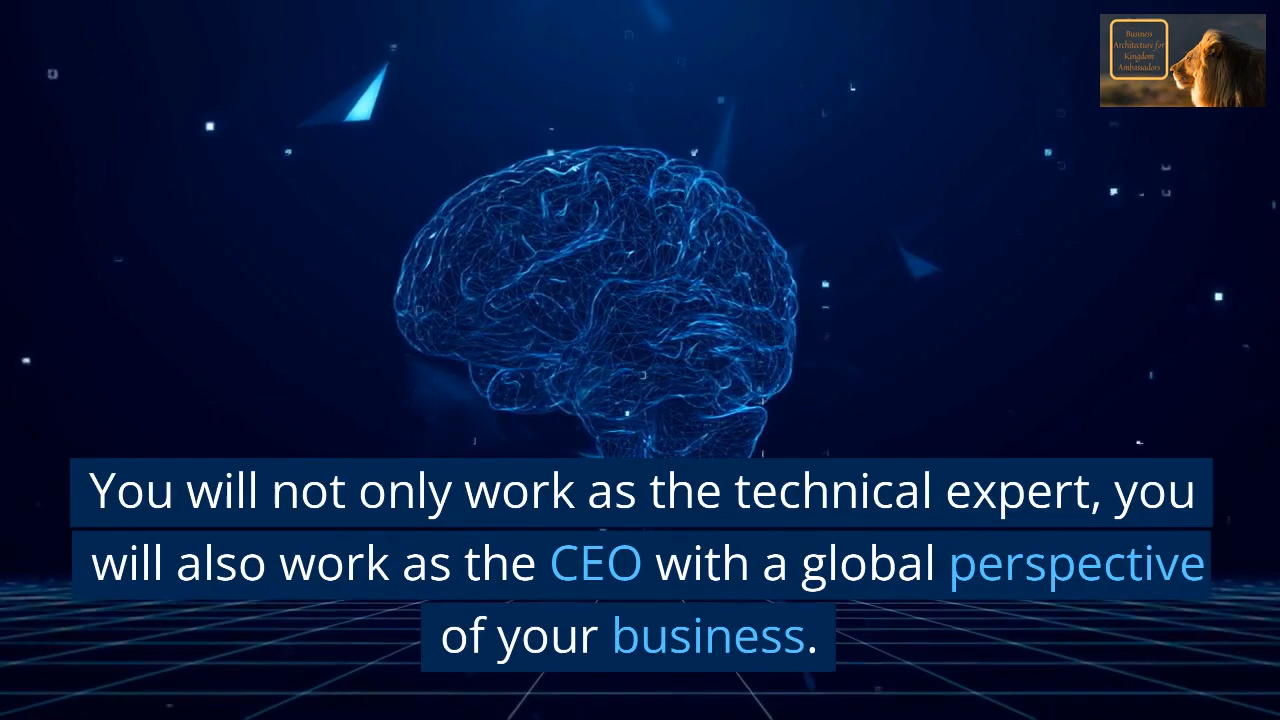 Business
Architecture for
Kingdom
Ambassadors
You will not only work as the technical expert, you
will also work as the CEO with a global perspective
of your business.